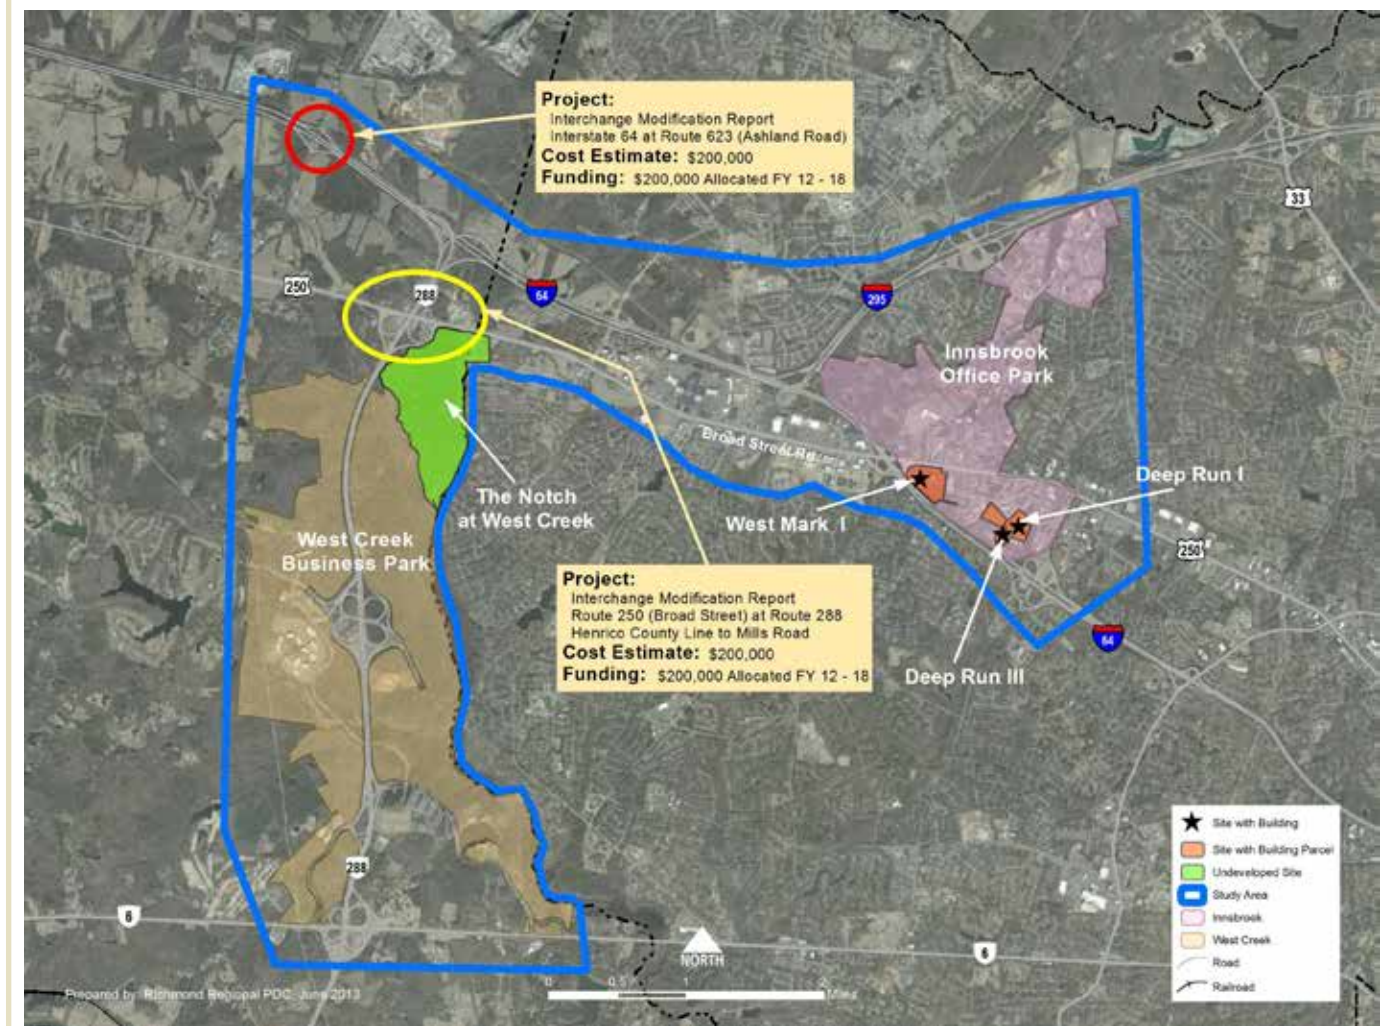 Project:
Interchange Modification Report
Interstate 64 at Route 623 (Ashland Road)
Cost Estimate: $200,000
Funding: $200,000 Allocated FY 12 - 18
33
250
288
64
295
Innsbrook
Office Park
Broad Street Rd.
Deep Run I
The Notch
at West Creek
West Mark I
West Creek
Business Park
250
Project:
Interchange Modification Report
Route 250 (Broad Street) at Route 288
Henrico County Line to Mills Road
Cost Estimate: $200,000
Funding: $200,000 Allocated FY 12 - 18
64
Deep Run III
Site with Building
Site with Building Parcel
Undeveloped Site
Study Area
Innsbrook
West Creek
Road
Railroad
288
6
6
NORTH
Prepared by: Richmond Regional PDC, June 2013
0 0.5 1 2
Miles